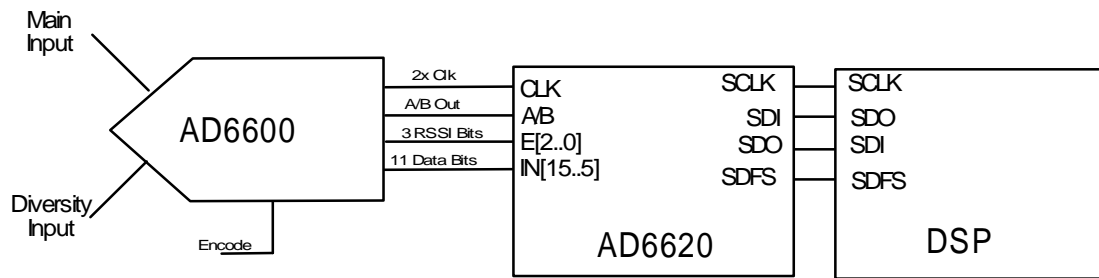 Main
Input
2x Clk
CLK
SCLK
SCLK
A/B Out
A/B
SDI
SDO
AD6600
3 RSSI Bits
E[2..0]
SDO
SDI
11 Data Bits
IN[15..5]
SDFS
SDFS
Diversity
Input
Encode
AD6620
DSP